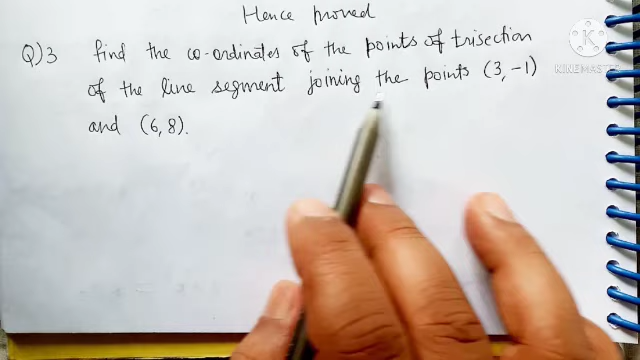 Hence proved
Q)3 find the co-ordinates of the points of trisection
of the line segment joining the points (3,-1)
and (6,8).
K
KINEMASTER